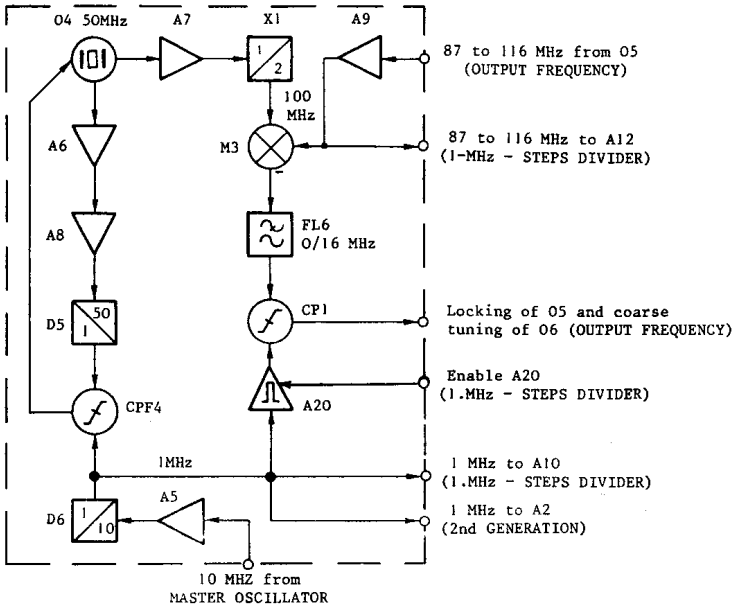 O4 50MHz A7 X1 A9
87 to 116 MHz from O5
(OUTPUT FREQUENCY)
1
2
100
MHz
A6
M3
87 to 116 MHz to A12
(1-MHz - STEPS DIVIDER)
-
A8
FL6
0/16 MHz
D5
50
1
CP1
Locking of O5 and coarse
tuning of O6 (OUTPUT FREQUENCY)
CPF4
Enable A20
(1.MHz - STEPS DIVIDER)
A20
1MHz
1 MHz to A10
(1.MHz - STEPS DIVIDER)
D6
1
10
A5
1 MHz to A2
(2nd GENERATION)
10 MHZ from
MASTER OSCILLATOR